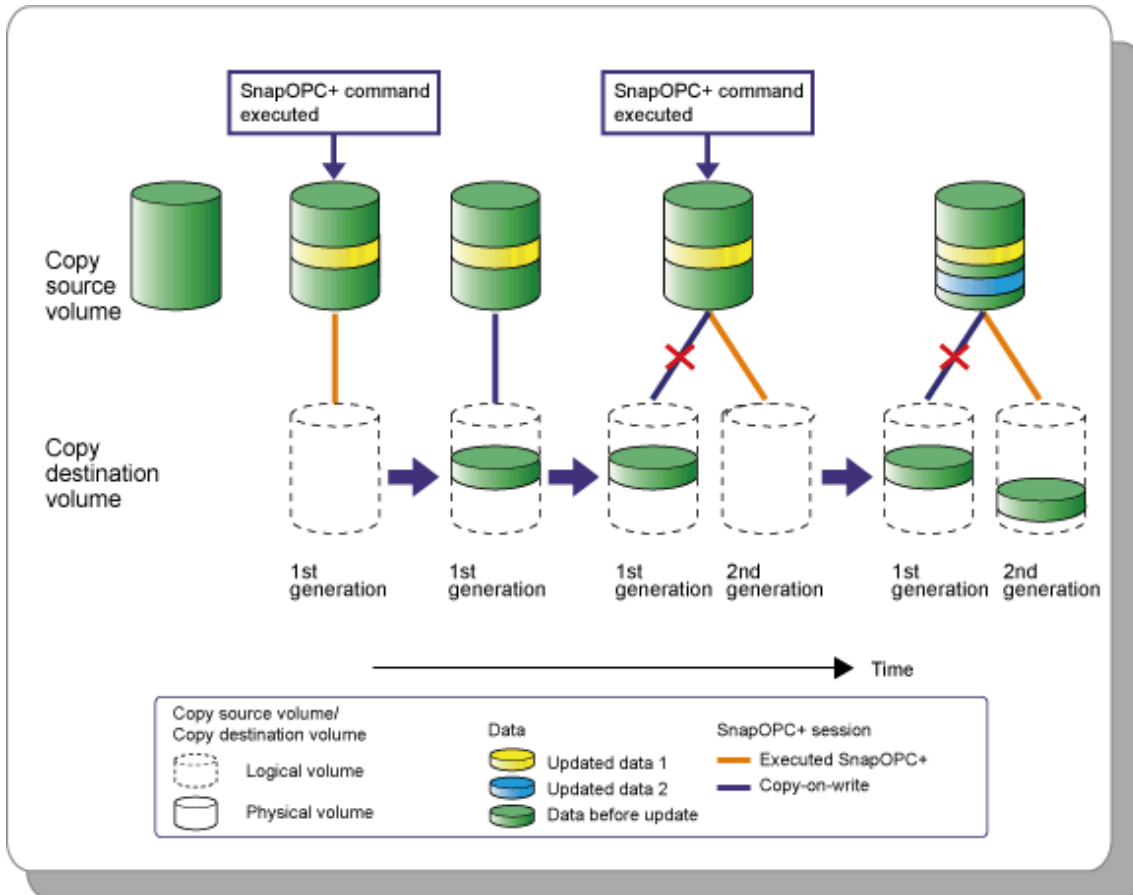 SnapOPC+ command
executed
SnapOPC+ command
executed
Copy
source
volume
Copy
destination
volume
1st
generation
1st
generation
1st
generation
2nd
generation
1st
generation
2nd
generation
Time
Copy source volume/
Copy destination volume
Logical volume
Physical volume
Data
Updated data 1
Updated data 2
Data before update
SnapOPC+ session
Executed SnapOPC+
Copy-on-write